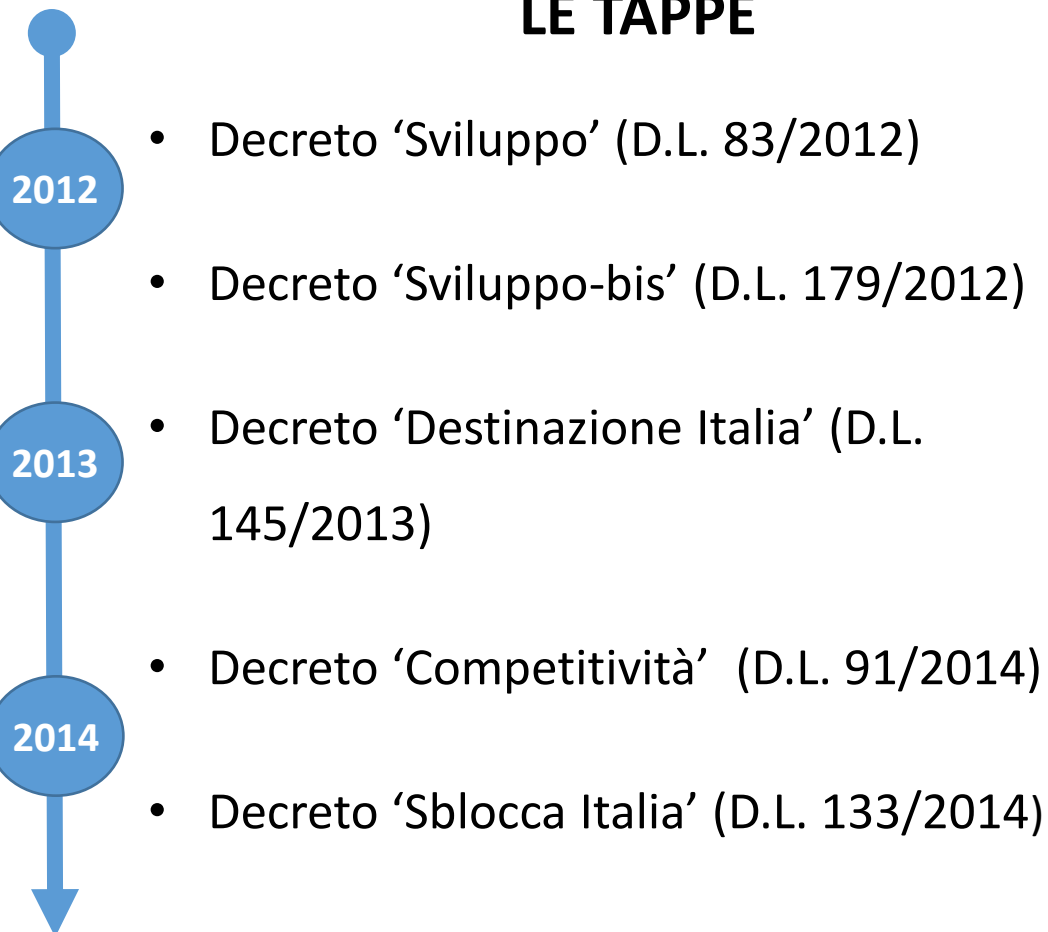 LE TAPPE
• Decreto ‘Sviluppo’ (D.L. 83/2012)
2012
• Decreto ‘Sviluppo-bis’ (D.L. 179/2012)
• Decreto ‘Destinazione Italia’ (D.L.
2013
145/2013)
• Decreto ‘Competitività’ (D.L. 91/2014)
2014
• Decreto ‘Sblocca Italia’ (D.L. 133/2014)